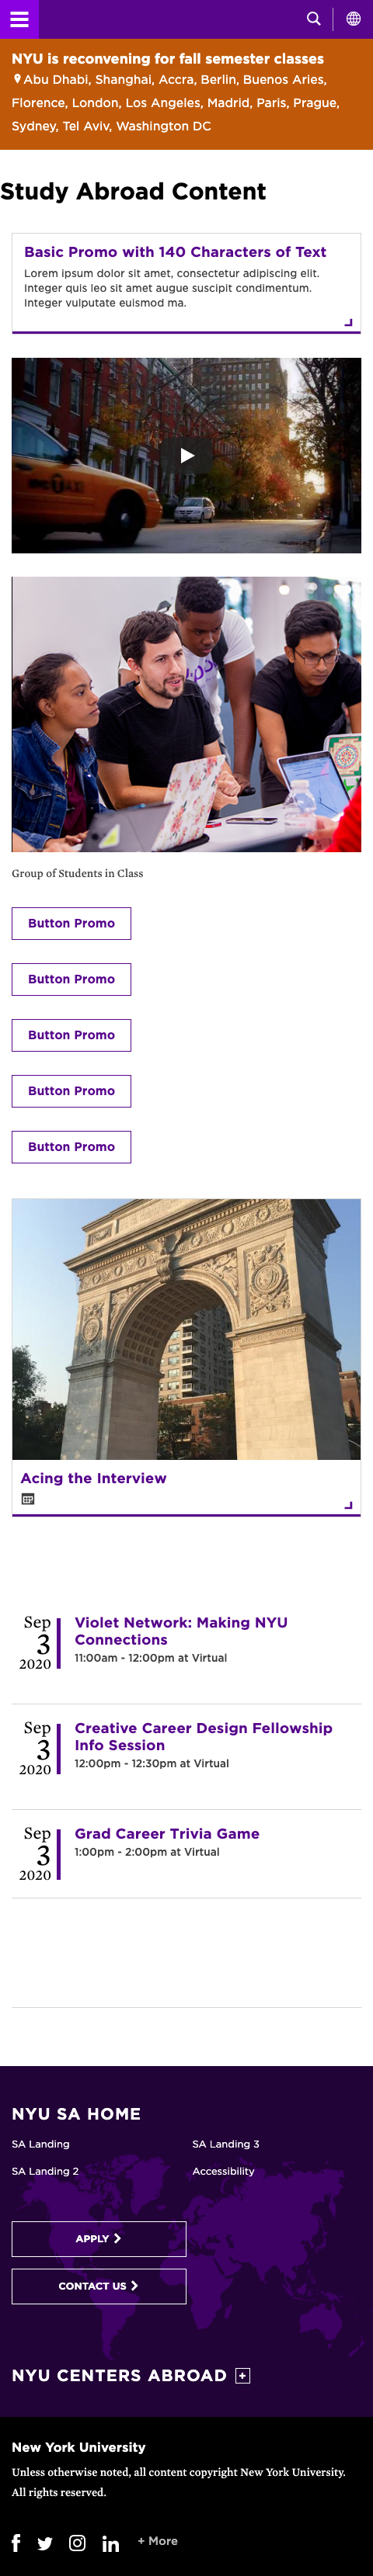 NYU is reconvening for fall semester classes
Abu Dhabi, Shanghai, Accra, Berlin, Buenos Aries,
Florence, London, Los Angeles, Madrid, Paris, Prague,
Sydney, Tel Aviv, Washington DC
Study Abroad Content
Basic Promo with 140 Characters of Text
Lorem ipsum dolor sit amet, consectetur adipiscing elit.
Integer quis leo sit amet augue suscipit condimentum.
Integer vulputate euismod ma.
Group of Students in Class
Button Promo
Button Promo
Button Promo
Button Promo
Button Promo
Acing the Interview
Sep
3
2020
Violet Network: Making NYU
Connections
11:00am - 12:00pm at Virtual
Sep
3
2020
Creative Career Design Fellowship
Info Session
12:00pm - 12:30pm at Virtual
Sep
3
2020
Grad Career Trivia Game
1:00pm - 2:00pm at Virtual
NYU SA HOME
SA Landing
SA Landing 3
SA Landing 2
Accessibility
APPLY
CONTACT US
NYU CENTERS ABROAD
New York University
Unless otherwise noted, all content copyright New York University.
All rights reserved.
+ More